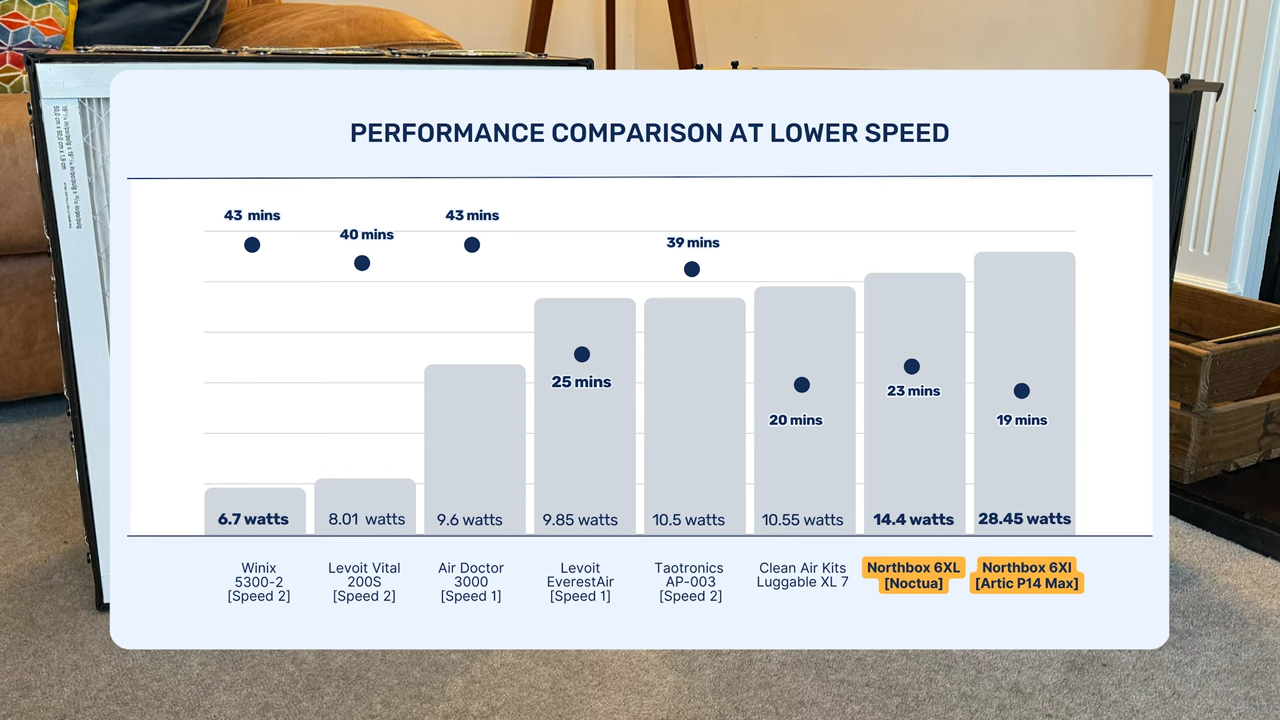 PERFORMANCE COMPARISON AT LOWER SPEED
43 mins
40 mins
43 mins
25 mins
39 mins
20 mins
23 mins
19 mins
6.7 watts
8.01 watts
9.6 watts
9.85 watts
10.5 watts
10.55 watts
14.4 watts
28.45 watts
Winix
5300-2
[Speed 2]
Levoit Vital
200S
[Speed 2]
Air Doctor
3000
[Speed 1]
Levoit
EverestAir
[Speed 1]
Taotronics
AP-003
[Speed 2]
Clean Air Kits
Luggable XL 7
Northbox 6XL
[Noctua]
Northbox 6XI
[Artic P14 Max]